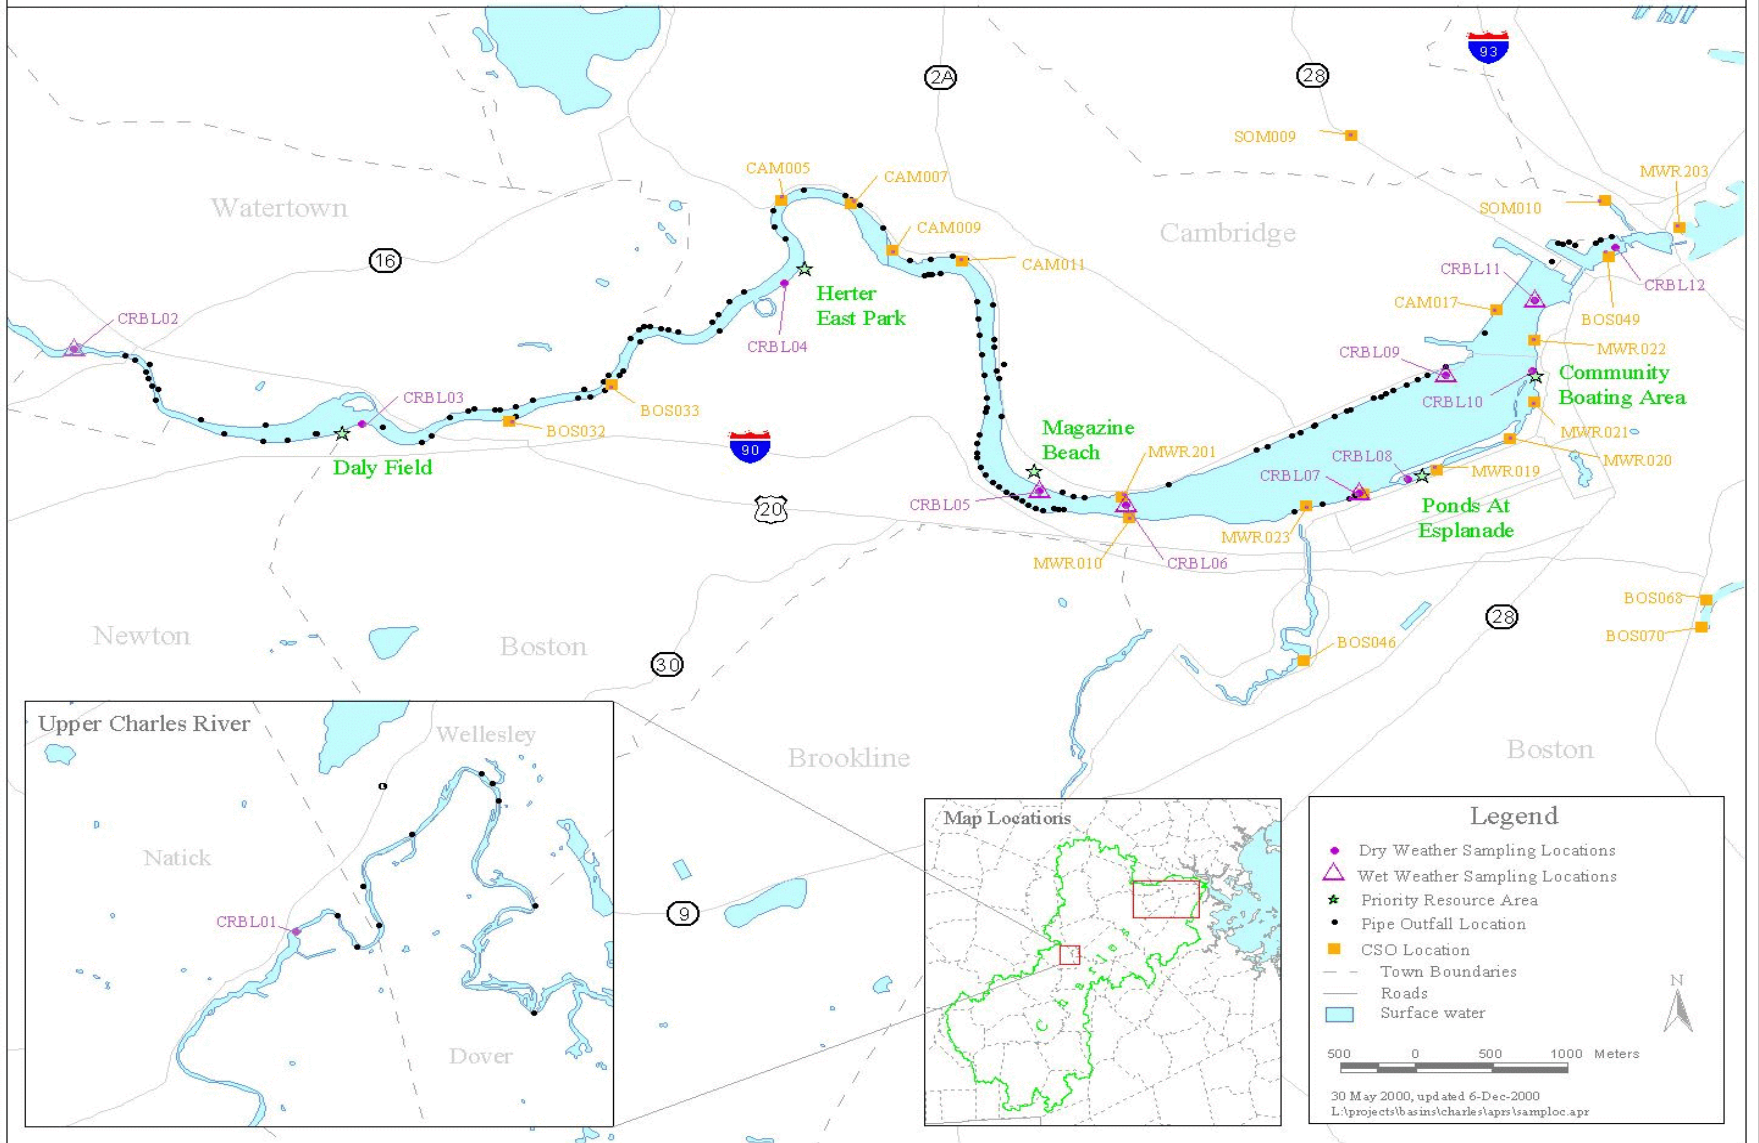 93
2A
28
SOM009
MWR203
CAM005
CAM007
Watertown
SOM010
CAM009
Cambridge
16
CAM011
CRBL11
CRBL12
Herter
East Park
CAM017
CRBL02
BOS049
CRBL04
CRBL09
MWR022
Community
Boating Area
CRBL03
CRBL10
BOS033
BOS032
Magazine
Beach
MWR021
90
MWR201
CRBL08
MWR020
Daly Field
CRBL07
MWR019
20
CRBL05
Ponds At
Esplanade
MWR023
MWR010
CRBL06
BOS068
28
Newton
Boston
BOS046
BOS070
30
Upper Charles River
Wellesley
Brookline
Boston
Natick
CRBL01
9
Dover
Map Locations
Legend
Dry Weather Sampling Locations
Wet Weather Sampling Locations
Priority Resource Area
Pipe Outfall Location
CSO Location
Town Boundaries
Roads
Surface water
N
500 0 500 1000 Meters
30 May 2000, updated 6-Dec-2000
L:\projects\basins\charles\aprs\samploc.apr